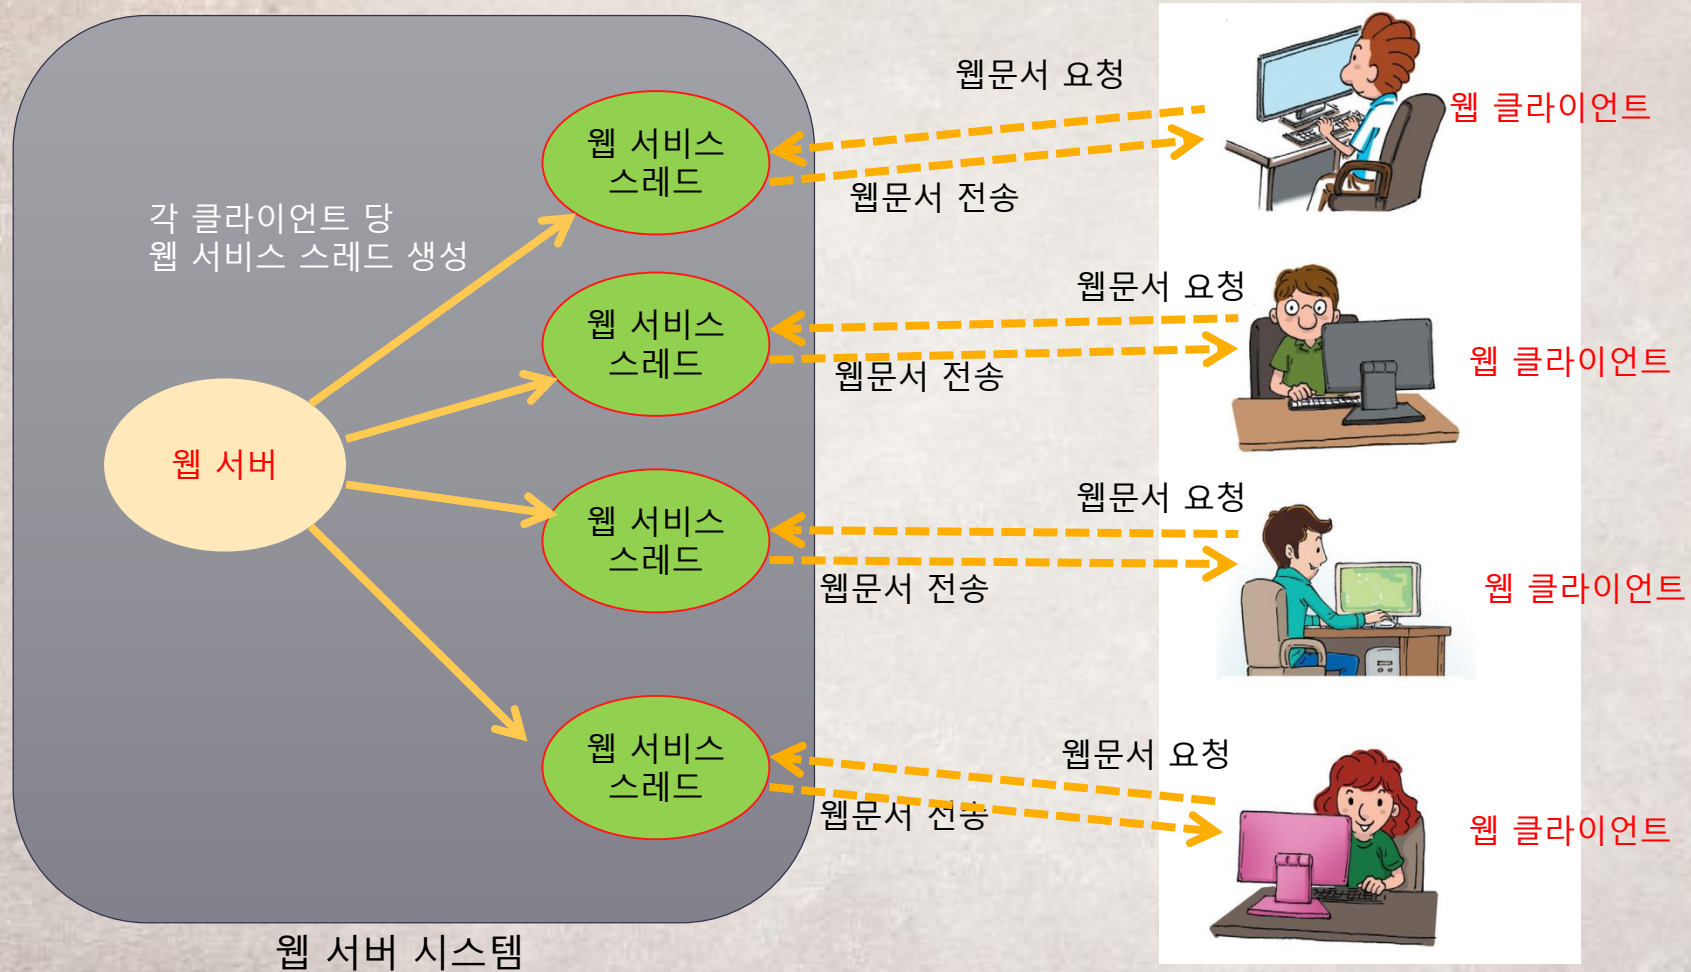 웹문서 요청
웹 클라이언트
웹 서비스
스레드
웹문서 전송
각 클라이언트 당
웹 서비스 스레드 생성
웹문서 요청
웹 서비스
스레드
웹 클라이언트
웹문서 전송
웹 서버
웹문서 요청
웹 서비스
스레드
웹 클라이언트
웹문서 전송
웹문서 요청
웹 서비스
스레드
웹문서 전송
웹 클라이언트
웹 서버 시스템